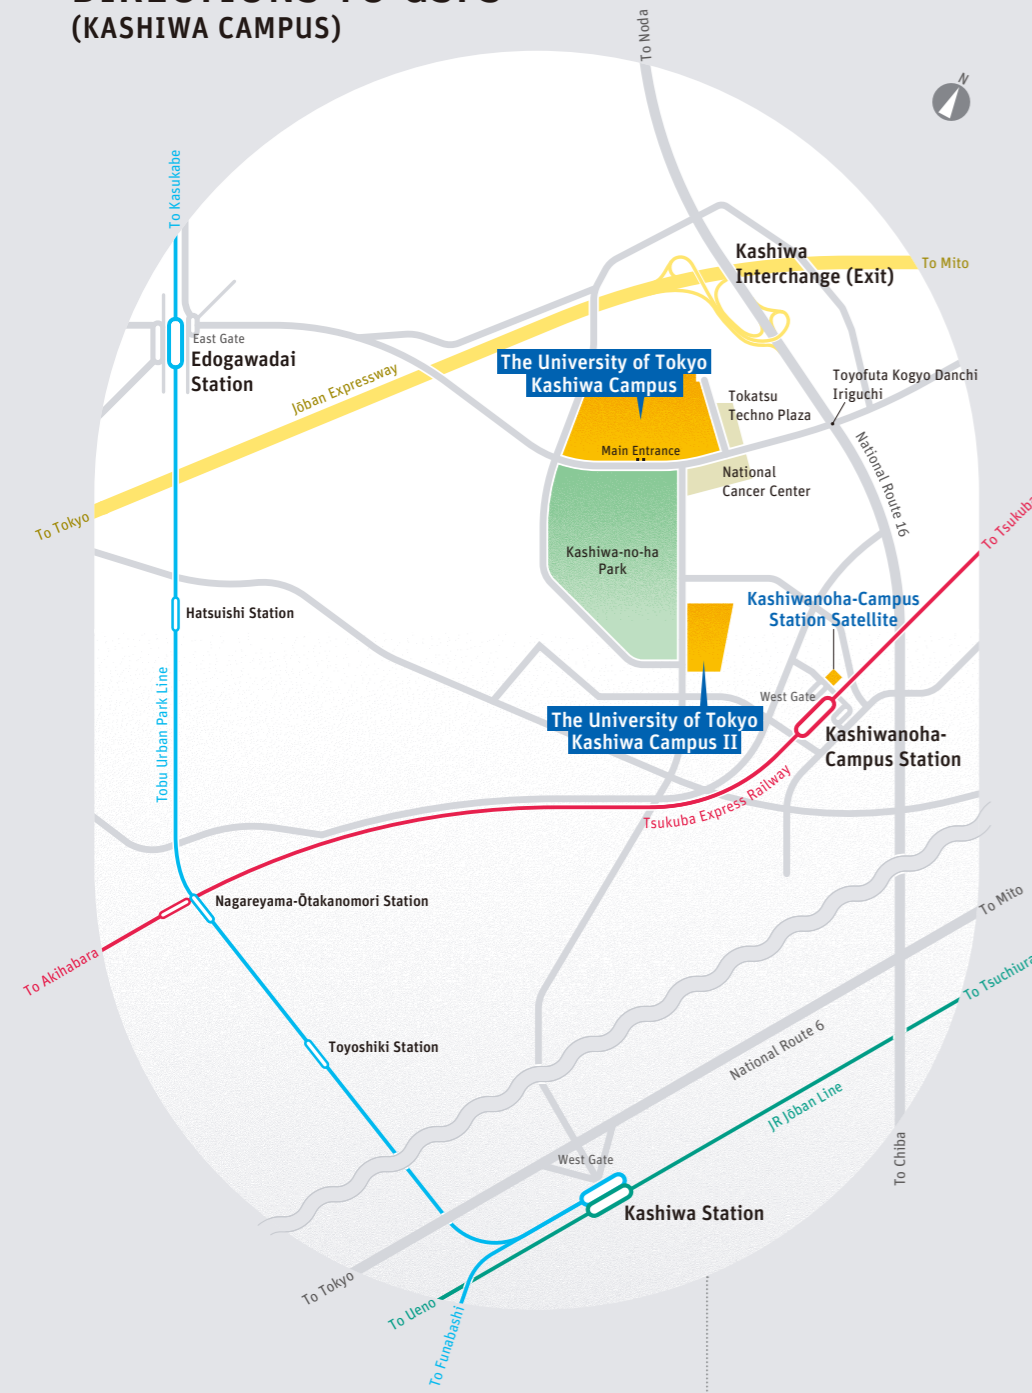 (KASHIWA CAMPUS)
To Noda
N
To Kasukabe
Kashiwa
Interchange (Exit)
To Mito
East Gate
Edogawadai
Station
Jōban Expressway
The University of Tokyo
Kashiwa Campus
Toyofuta Kogyo Danchi
Iriguchi
Tokatsu
Techno Plaza
Main Entrance
National
Cancer Center
National Route 16
To Tokyo
To Tsukuba
Kashiwa-no-ha
Park
Hatsuishi Station
Kashiwanoha-Campus
Station Satellite
Tobu Urban Park Line
West Gate
The University of Tokyo
Kashiwa Campus II
Kashiwanoha-
Campus Station
Tsukuba Express Railway
Nagareyama-Ōtakanomori Station
To Mito
To Akihabara
To Tsuchiura
Toyoshiki Station
National Route 6
JR Jōban Line
To Chiba
West Gate
Kashiwa Station
To Tokyo
To Ueno
To Funabashi